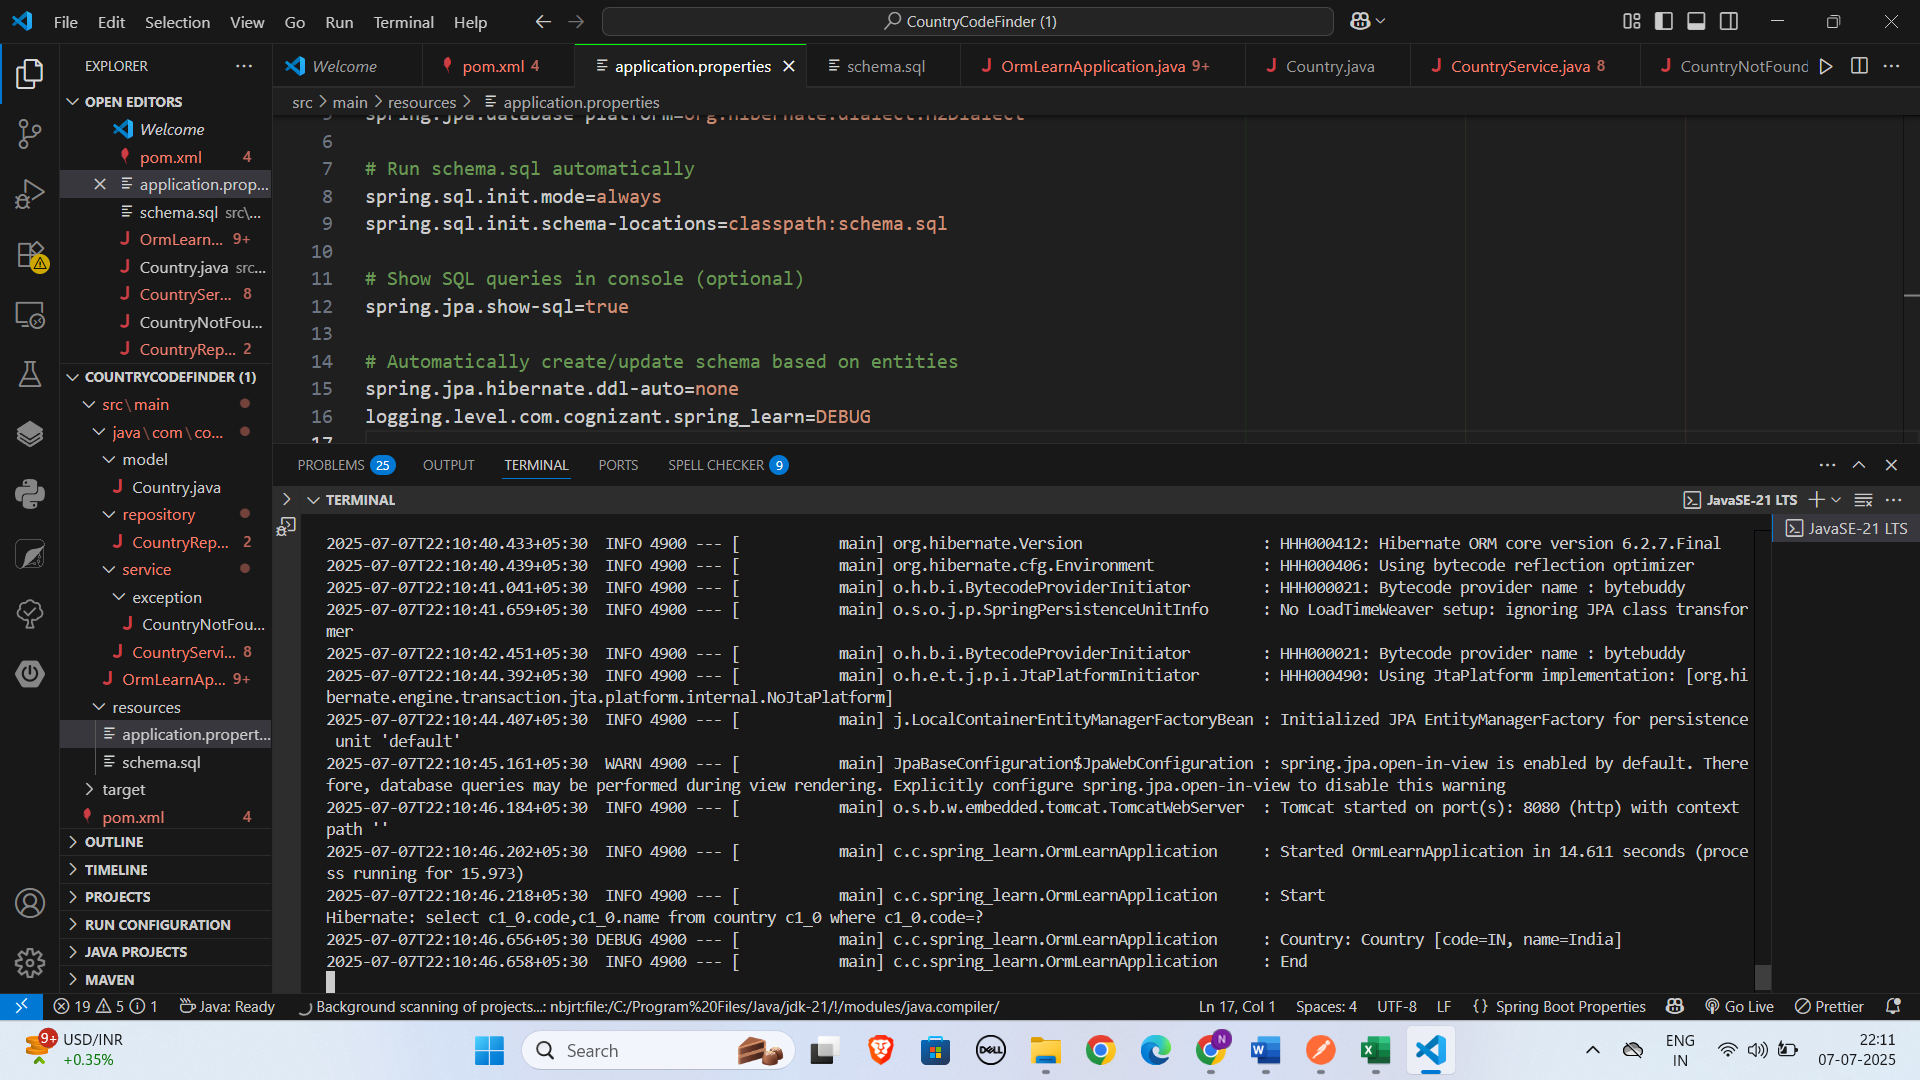 File Edit Selection View Go Run Terminal Help
CountryCodeFinder (1)
EXPLORER
Welcome
pom.xml 4
application.properties
schema.sql
OrmLearnApplication.java 9+
Country.java
CountryService.java 8
CountryNotFound
src > main > resources > application.properties
OPEN EDITORS
Welcome
pom.xml 4
application.prop...
schema.sql src\...
OrmLearn... 9+
Country.java src...
CountrySer... 8
CountryNotFou...
CountryRep... 2
COUNTRYCODEFINDER (1)
src\main
java\com\co...
model
Country.java
repository
CountryRep... 2
service
exception
CountryNotFou...
CountryServi... 8
OrmLearnAp... 9+
resources
application.propert...
schema.sql
target
pom.xml 4
OUTLINE
TIMELINE
PROJECTS
RUN CONFIGURATION
JAVA PROJECTS
MAVEN
5 spring.jpa.database-platform=org.hibernate.dialect.H2Dialect
6
7 # Run schema.sql automatically
8 spring.sql.init.mode=always
9 spring.sql.init.schema-locations=classpath:schema.sql
10
11 # Show SQL queries in console (optional)
12 spring.jpa.show-sql=true
13
14 # Automatically create/update schema based on entities
15 spring.jpa.hibernate.ddl-auto=none
16 logging.level.com.cognizant.spring_learn=DEBUG
17
PROBLEMS 25 OUTPUT TERMINAL PORTS SPELL CHECKER 9
TERMINAL
JavaSE-21 LTS
JavaSE-21 LTS
2025-07-07T22:10:40.433+05:30  INFO 4900 --- [           main] org.hibernate.Version                    : HHH000412: Hibernate ORM core version 6.2.7.Final
2025-07-07T22:10:40.439+05:30  INFO 4900 --- [           main] org.hibernate.cfg.Environment            : HHH000406: Using bytecode reflection optimizer
2025-07-07T22:10:41.041+05:30  INFO 4900 --- [           main] o.h.b.i.BytecodeProviderInitiator        : HHH000021: Bytecode provider name : bytebuddy
2025-07-07T22:10:41.659+05:30  INFO 4900 --- [           main] o.s.o.j.p.SpringPersistenceUnitInfo      : No LoadTimeWeaver setup: ignoring JPA class transfor
mer
2025-07-07T22:10:42.451+05:30  INFO 4900 --- [           main] o.h.b.i.BytecodeProviderInitiator        : HHH000021: Bytecode provider name : bytebuddy
2025-07-07T22:10:44.392+05:30  INFO 4900 --- [           main] o.h.e.t.j.p.i.JtaPlatformInitiator       : HHH000490: Using JtaPlatform implementation: [org.hi
bernate.engine.transaction.jta.platform.internal.NoJtaPlatform]
2025-07-07T22:10:44.407+05:30  INFO 4900 --- [           main] j.LocalContainerEntityManagerFactoryBean : Initialized JPA EntityManagerFactory for persistence
 unit 'default'
2025-07-07T22:10:45.161+05:30  WARN 4900 --- [           main] JpaBaseConfiguration$JpaWebConfiguration : spring.jpa.open-in-view is enabled by default. There
fore, database queries may be performed during view rendering. Explicitly configure spring.jpa.open-in-view to disable this warning
2025-07-07T22:10:46.184+05:30  INFO 4900 --- [           main] o.s.b.w.embedded.tomcat.TomcatWebServer  : Tomcat started on port(s): 8080 (http) with context
path ''
2025-07-07T22:10:46.202+05:30  INFO 4900 --- [           main] c.c.spring_learn.OrmLearnApplication     : Started OrmLearnApplication in 14.611 seconds (proce
ss running for 15.973)
2025-07-07T22:10:46.218+05:30  INFO 4900 --- [           main] c.c.spring_learn.OrmLearnApplication     : Start
Hibernate: select c1_0.code,c1_0.name from country c1_0 where c1_0.code=?
2025-07-07T22:10:46.656+05:30 DEBUG 4900 --- [           main] c.c.spring_learn.OrmLearnApplication     : Country: Country [code=IN, name=India]
2025-07-07T22:10:46.658+05:30  INFO 4900 --- [           main] c.c.spring_learn.OrmLearnApplication     : End
19 5 1 Java: Ready Background scanning of projects...: nbjrt:file:/C:/Program%20Files/Java/jdk-21/!/modules/java.compiler/ Ln 17, Col 1 Spaces: 4 UTF-8 LF {} Spring Boot Properties Go Live Prettier
9+ USD/INR
+0.35%
Search
DELL
N
ENG
IN
22:11
07-07-2025